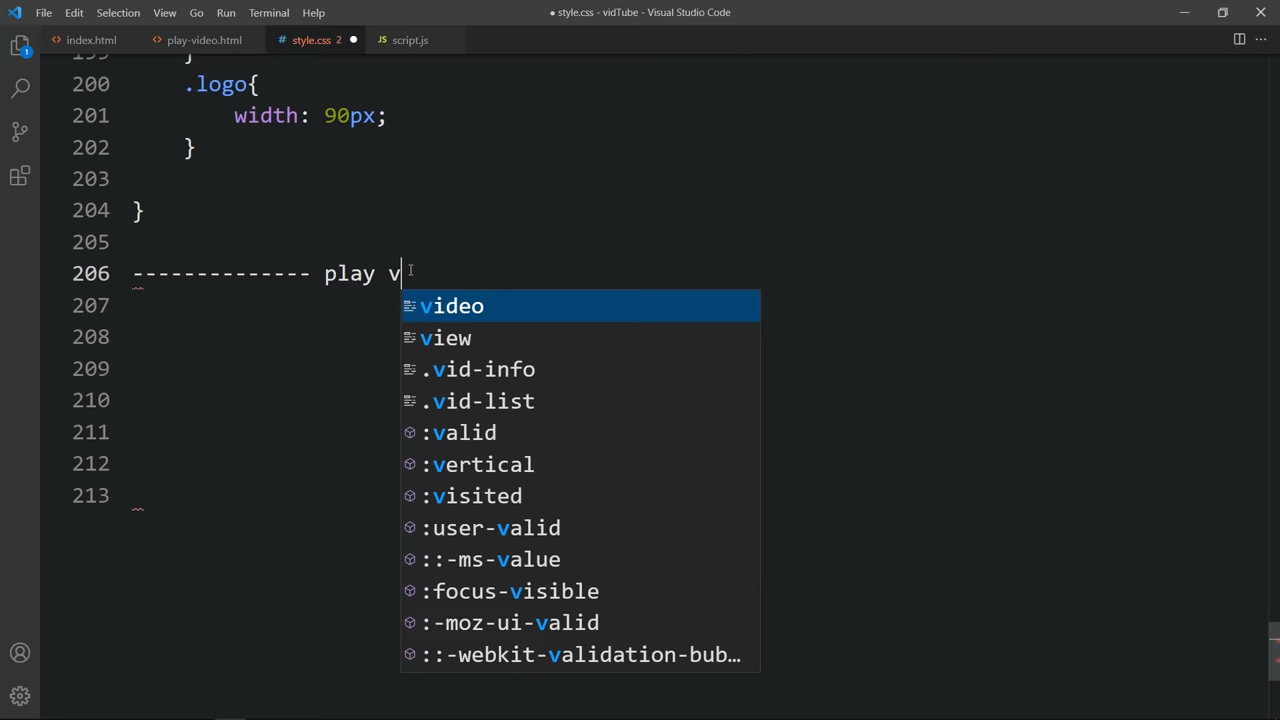 File Edit Selection View Go Run Terminal Help ● style.css - vidTube - Visual Studio Code
index.html play-video.html # style.css 2 ● JS script.js
1
199 }
200 .logo{
201 width: 90px;
202 }
203
204 }
205
206 -------------- play v
207 video
208 view
209 .vid-info
210 .vid-list
211 :valid
212 :vertical
213 :visited
:user-valid
::-ms-value
:focus-visible
:-moz-ui-valid
::-webkit-validation-bub…